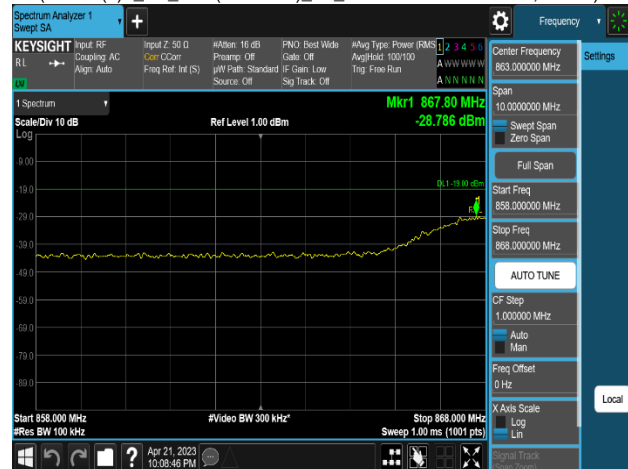 Spectrum Analyzer 1
Swept SA
Frequency
KEYSIGHT
RL
Input: RF
Coupling: AC
Align: Auto
Input Z: 50 Ω
Corr CCorr
Freq Ref: Int (S)
#Atten: 16 dB
Preamp: Off
µW Path: Standard
Source: Off
PNO: Best Wide
Gate: Off
IF Gain: Low
Sig Track: Off
#Avg Type: Power (RMS
Avg|Hold: 100/100
Trig: Free Run
1 2 3 4 5 6
A W W W W W
A N N N N N
1 Spectrum
Mkr1 867.80 MHz
-28.786 dBm
Scale/Div 10 dB
Ref Level 1.00 dBm
Log
-9.00
DL1 -19.00 dBm
-19.0
-29.0
-39.0
-49.0
-59.0
-69.0
-79.0
-89.0
Start 858.000 MHz
#Video BW 300 kHz*
Stop 868.000 MHz
#Res BW 100 kHz
Sweep 1.00 ms (1001 pts)
Apr 21, 2023
10:08:46 PM
Center Frequency
863.000000 MHz
Settings
Span
10.0000000 MHz
Swept Span
Zero Span
Full Span
Start Freq
858.000000 MHz
Stop Freq
868.000000 MHz
AUTO TUNE
CF Step
1.000000 MHz
Auto
Man
Freq Offset
0 Hz
X Axis Scale
Log
Lin
Local
Signal Track
(Span Zoom)